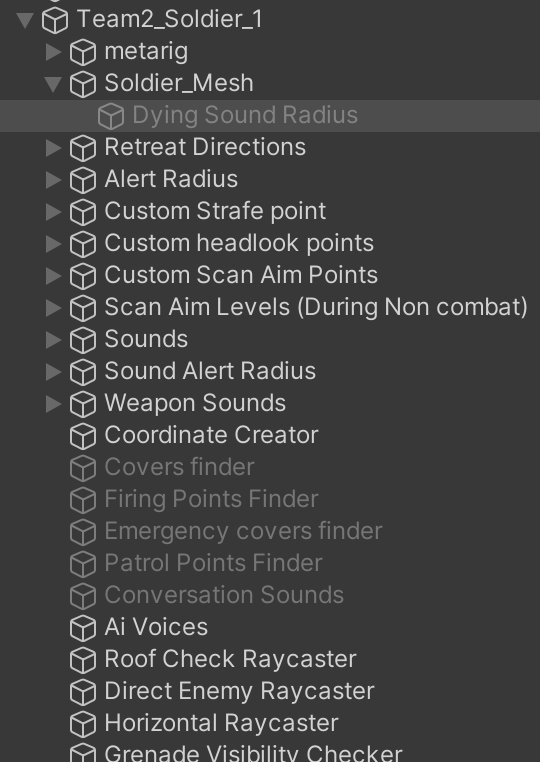 Team2_Soldier_1
metarig
Soldier_Mesh
Dying Sound Radius
Retreat Directions
Alert Radius
Custom Strafe point
Custom headlook points
Custom Scan Aim Points
Scan Aim Levels (During Non combat)
Sounds
Sound Alert Radius
Weapon Sounds
Coordinate Creator
Covers finder
Firing Points Finder
Emergency covers finder
Patrol Points Finder
Conversation Sounds
Ai Voices
Roof Check Raycaster
Direct Enemy Raycaster
Horizontal Raycaster
Grenade Visibility Checker